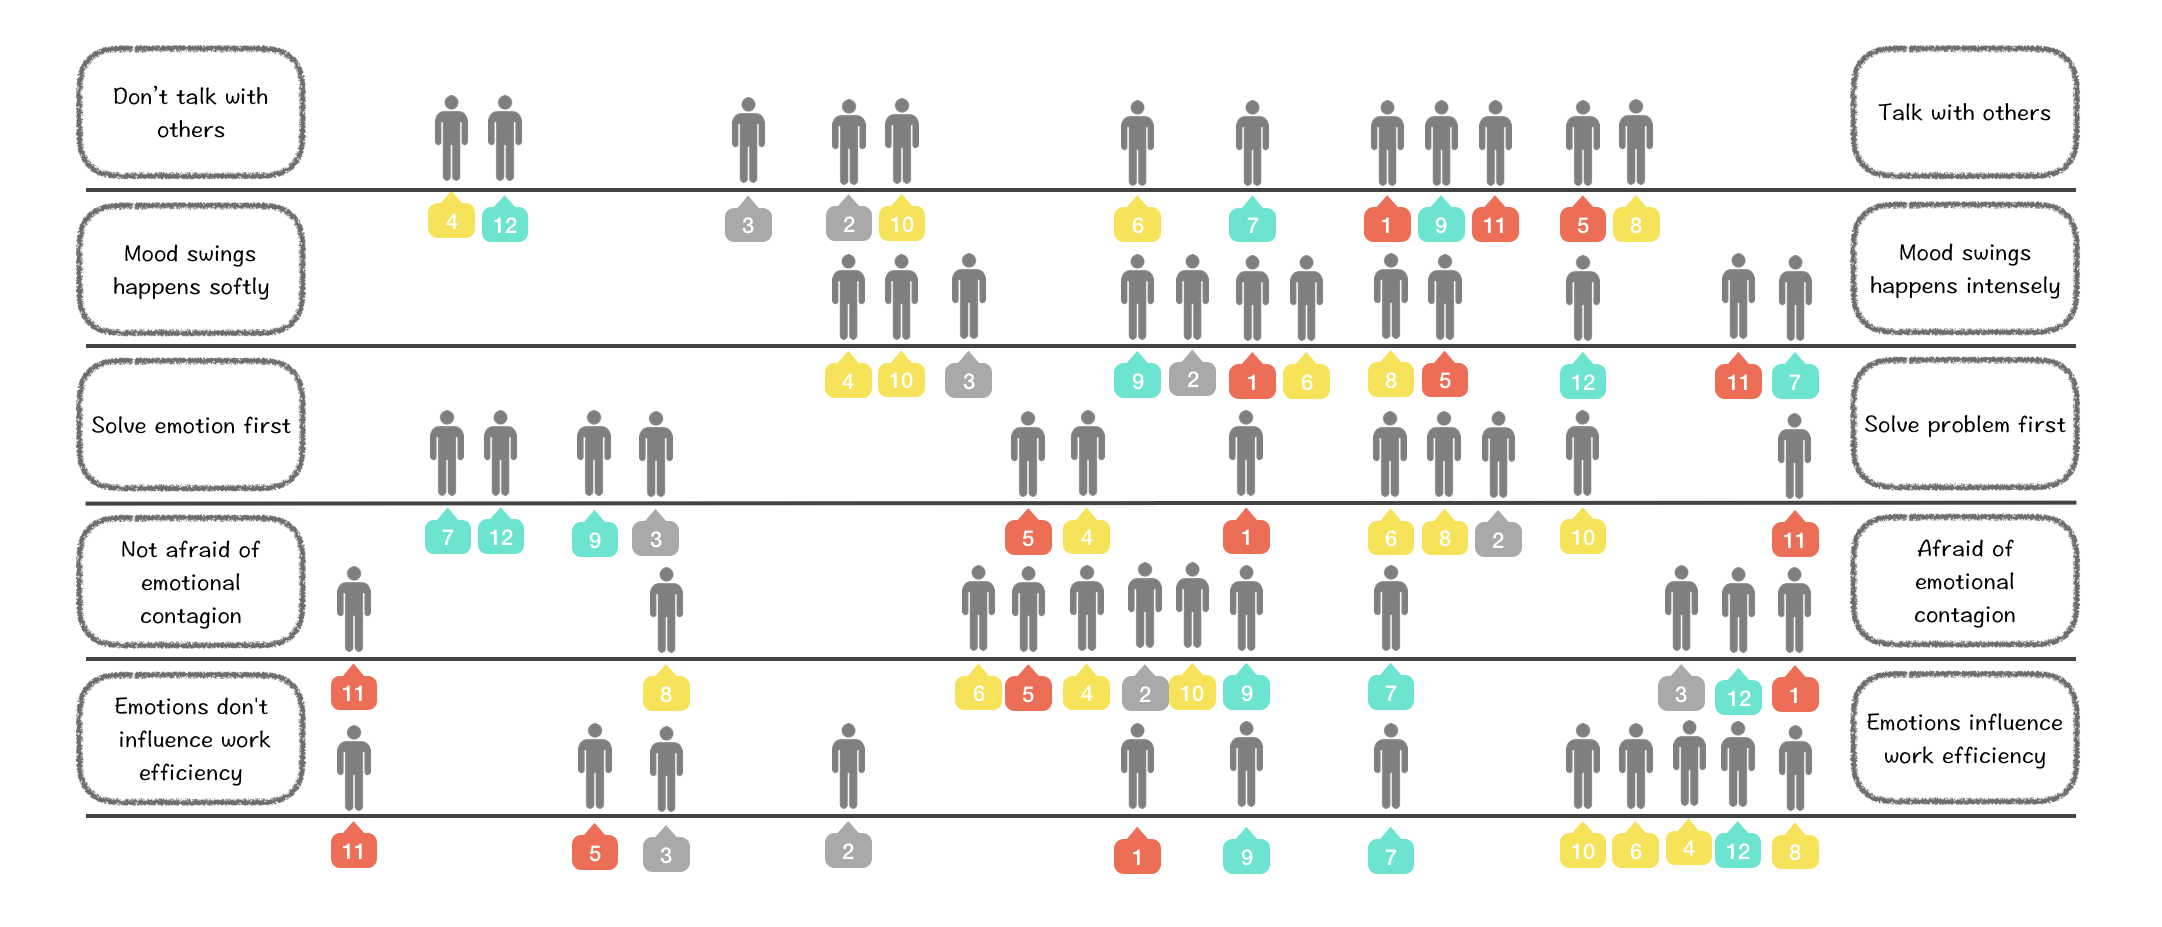 Don't talk with
others
Talk with others
4 12 3 2 10 6 7 1 9 11 5 8
Mood swings
happens softly
Mood swings
happens intensely
4 10 3 9 2 1 6 8 5 12 11 7
Solve emotion first
Solve problem first
7 12 9 3 5 4 1 6 8 2 10 11
Not afraid of
emotional
contagion
Afraid of
emotional
contagion
11 8 6 5 4 2 10 9 7 3 12 1
Emotions don't
influence work
efficiency
Emotions influence
work efficiency
11 5 3 2 1 9 7 10 6 4 12 8